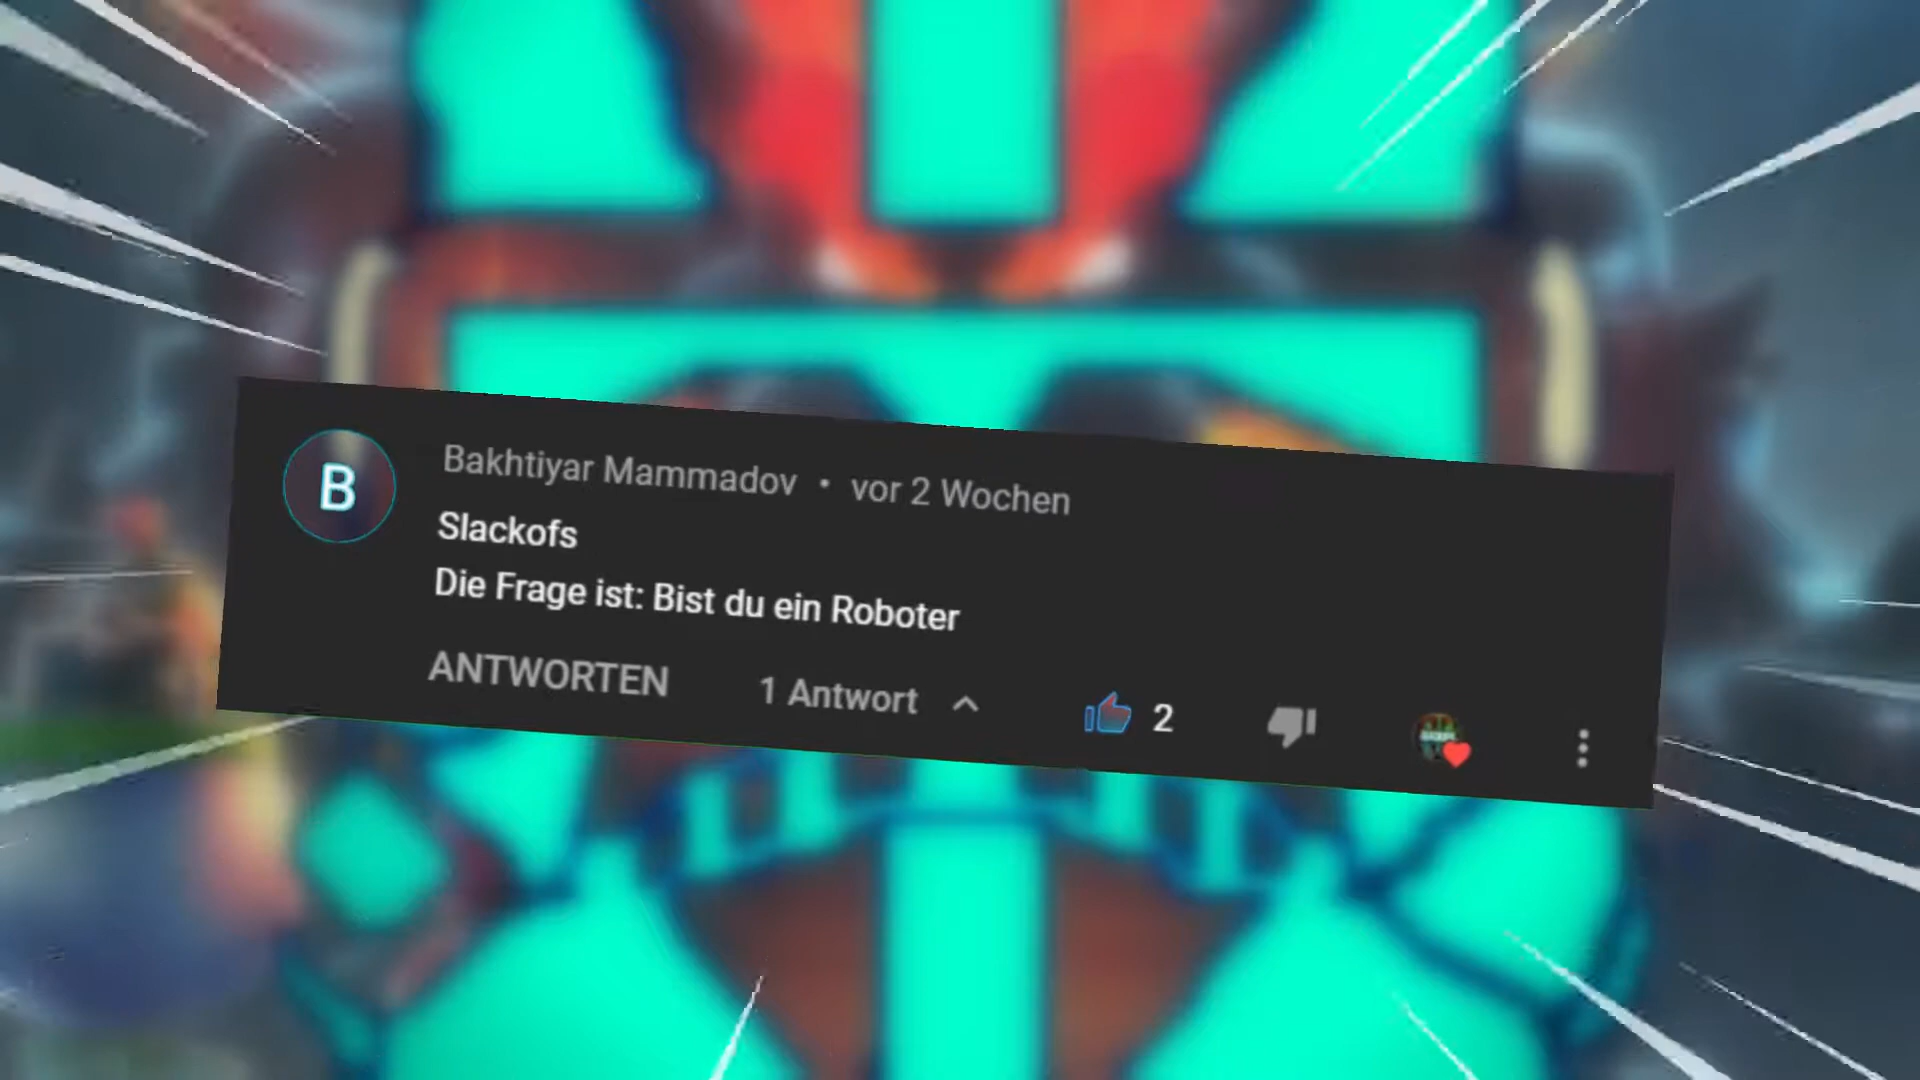 B
Bakhtiyar Mammadov • vor 2 Wochen
Slackofs
Die Frage ist: Bist du ein Roboter
ANTWORTEN 1 Antwort 2